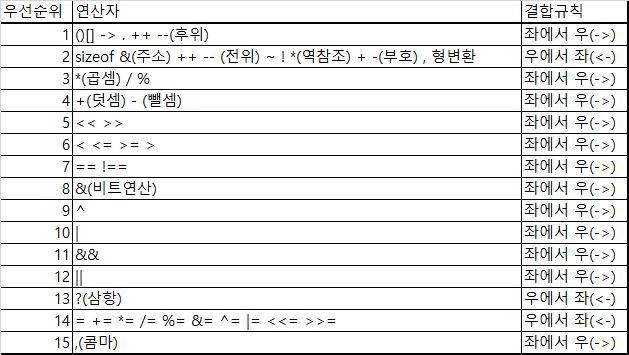 우선순위 연산자 결합규칙
1 ()[] -> . ++ --(후위) 좌에서 우(->)
2 sizeof &(주소) ++ -- (전위) ~ ! *(역참조) + -(부호) , 형변환 우에서 좌(<-)
3 *(곱셈) / % 좌에서 우(->)
4 +(덧셈) - (뺄셈) 좌에서 우(->)
5 << >> 좌에서 우(->)
6 < <= >= > 좌에서 우(->)
7 == !== 좌에서 우(->)
8 &(비트연산) 좌에서 우(->)
9 ^ 좌에서 우(->)
10 | 좌에서 우(->)
11 && 좌에서 우(->)
12 || 좌에서 우(->)
13 ?(삼항) 우에서 좌(<-)
14 = += *= /= %= &= ^= |= <<= >>= 우에서 좌(<-)
15 ,(콤마) 좌에서 우(->)